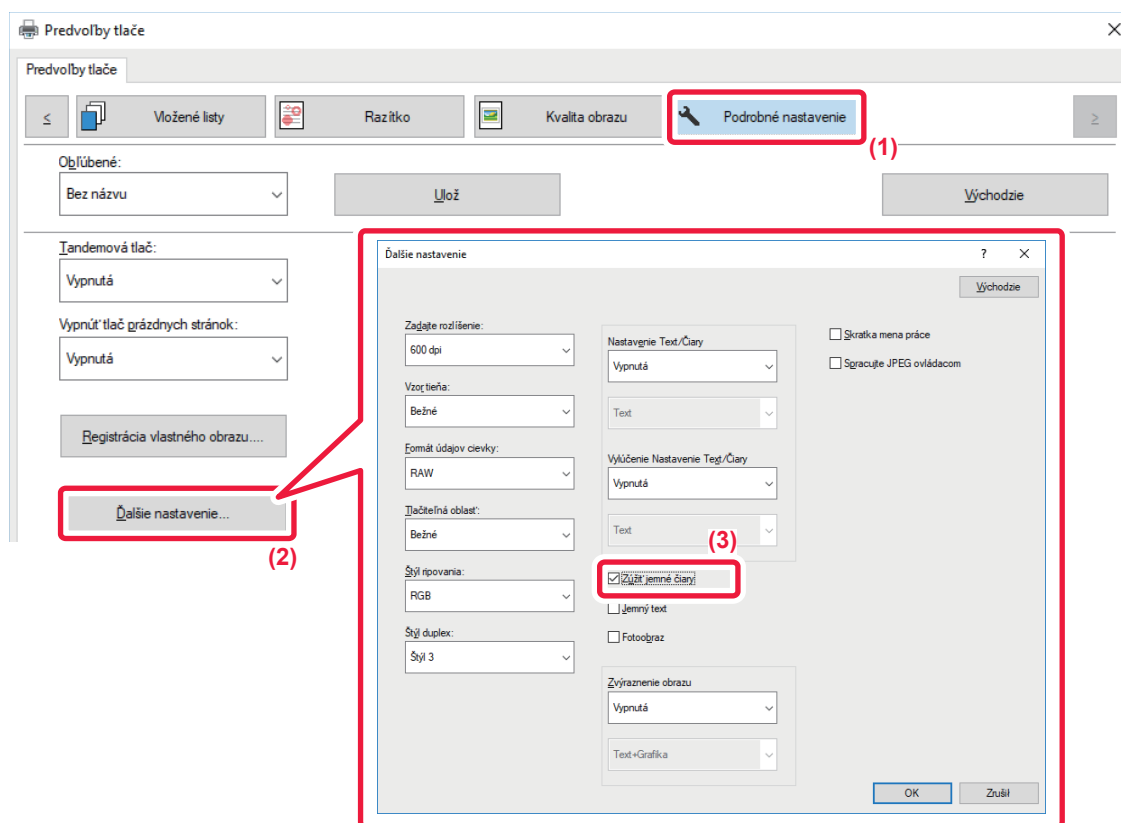 Predvoľby tlače
Predvoľby tlače
<
Vložené listy
Razítko
Kvalita obrazu
Podrobné nastavenie
>
(1)
Obľúbené:
Bez názvu
Ulož
Východzie
Tandemová tlač:
Vypnutá
Vypnúť tlač prázdnych stránok:
Vypnutá
Registrácia vlastného obrazu....
Ďalšie nastavenie...
(2)
Ďalšie nastavenie
?
Východzie
Zadajte rozlíšenie:
600 dpi
Vzor tieňa:
Bežné
Formát údajov cievky:
RAW
Tlačiteľná oblasť:
Bežné
Štýl ripovania:
RGB
Štýl duplex:
Štýl 3
Nastavenie Text/Čiary
Vypnutá
Text
Vylúčenie Nastavenie Text/Čiary
Vypnutá
Text
(3)
Zúžiť jemné čiary
Jemný text
Fotoobraz
Zvýraznenie obrazu
Vypnutá
Text+Grafika
Skratka mena práce
Spracujte JPEG ovládacom
OK
Zrušiť